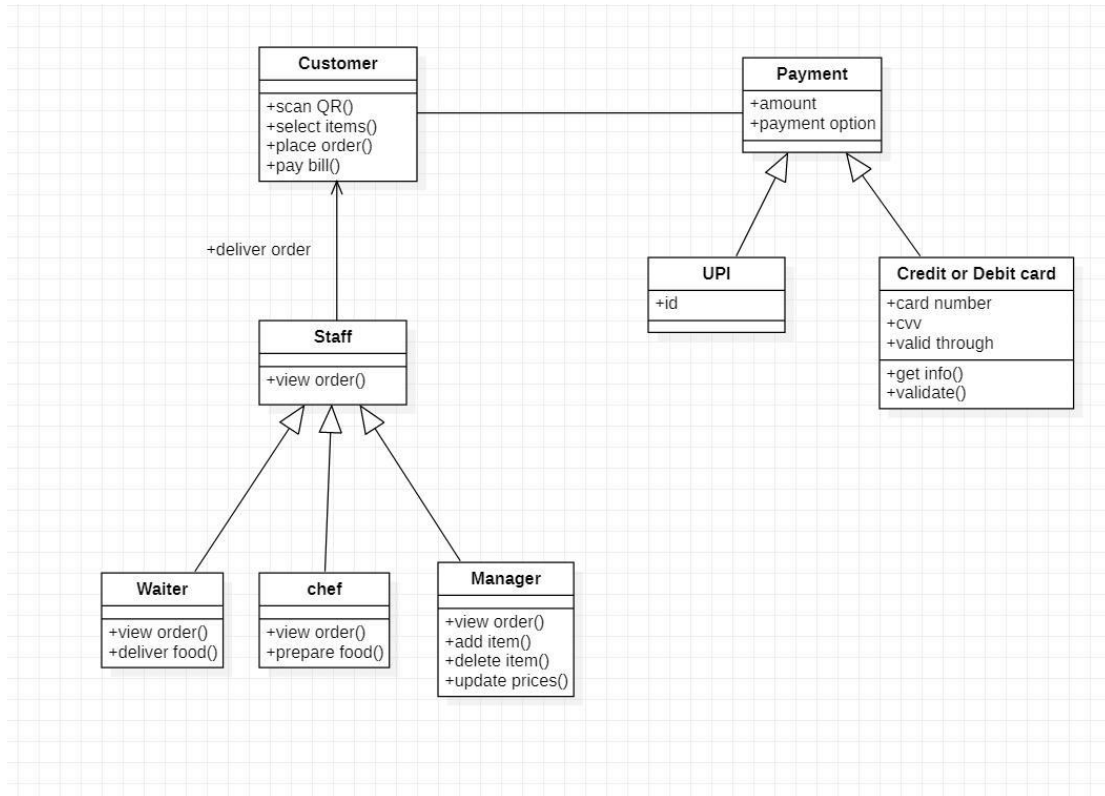 Customer
+scan QR()
+select items()
+place order()
+pay bill()
Payment
+amount
+payment option
+deliver order
UPI
+id
Credit or Debit card
+card number
+cvv
+valid through
+get info()
+validate()
Staff
+view order()
Waiter
+view order()
+deliver food()
chef
+view order()
+prepare food()
Manager
+view order()
+add item()
+delete item()
+update prices()